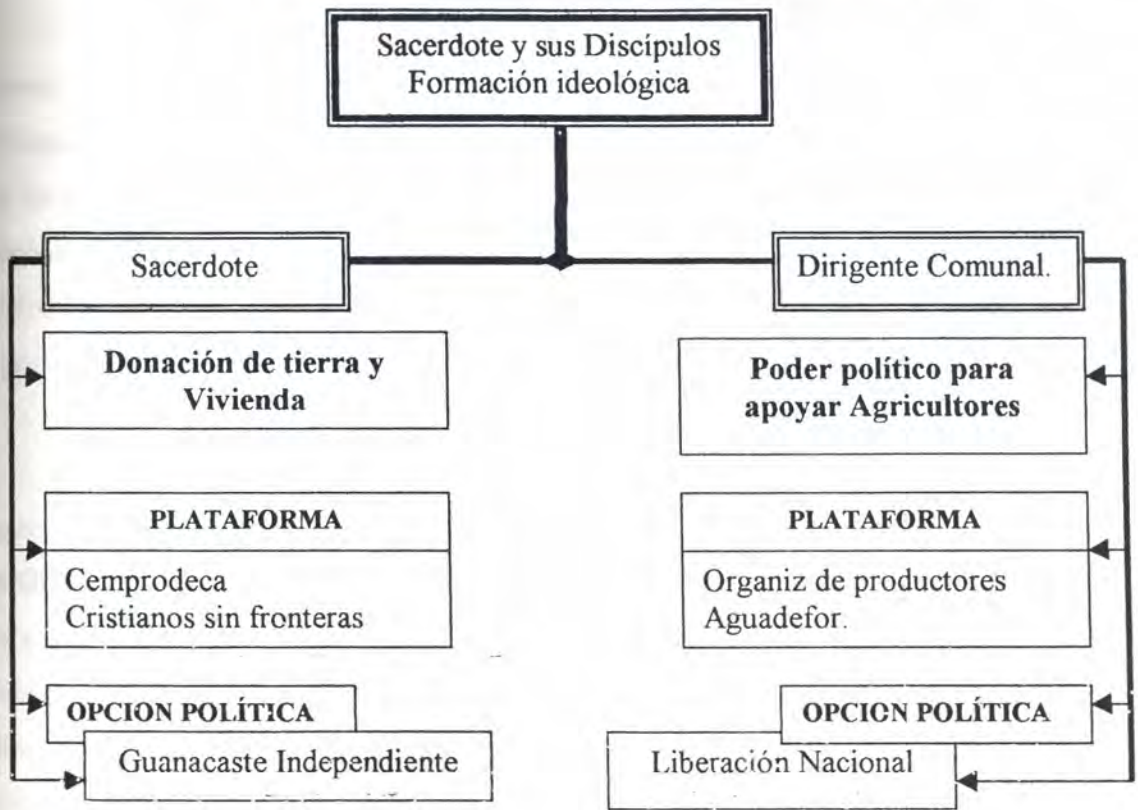 Sacerdote y sus Discípulos
Formación ideológica
Sacerdote
Dirigente Comunal.
Donación de tierra y
Vivienda
Poder político para
apoyar Agricultores
PLATAFORMA
Cemprodeca
Cristianos sin fronteras
PLATAFORMA
Organiz de productores
Aguadefor.
OPCION POLÍTICA
Guanacaste Independiente
OPCION POLÍTICA
Liberación Nacional